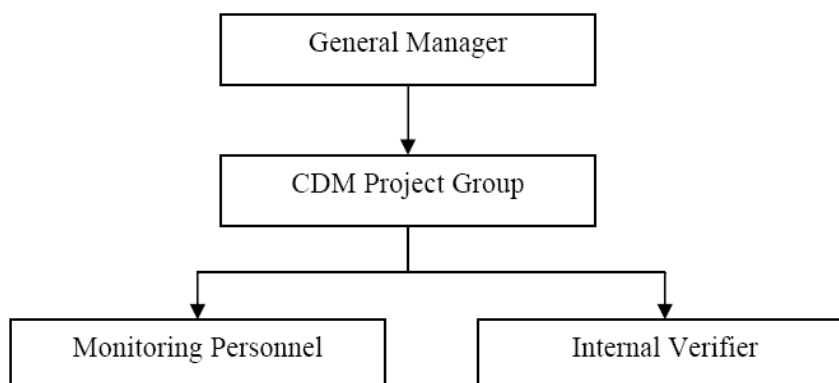 General Manager
CDM Project Group
Monitoring Personnel
Internal Verifier